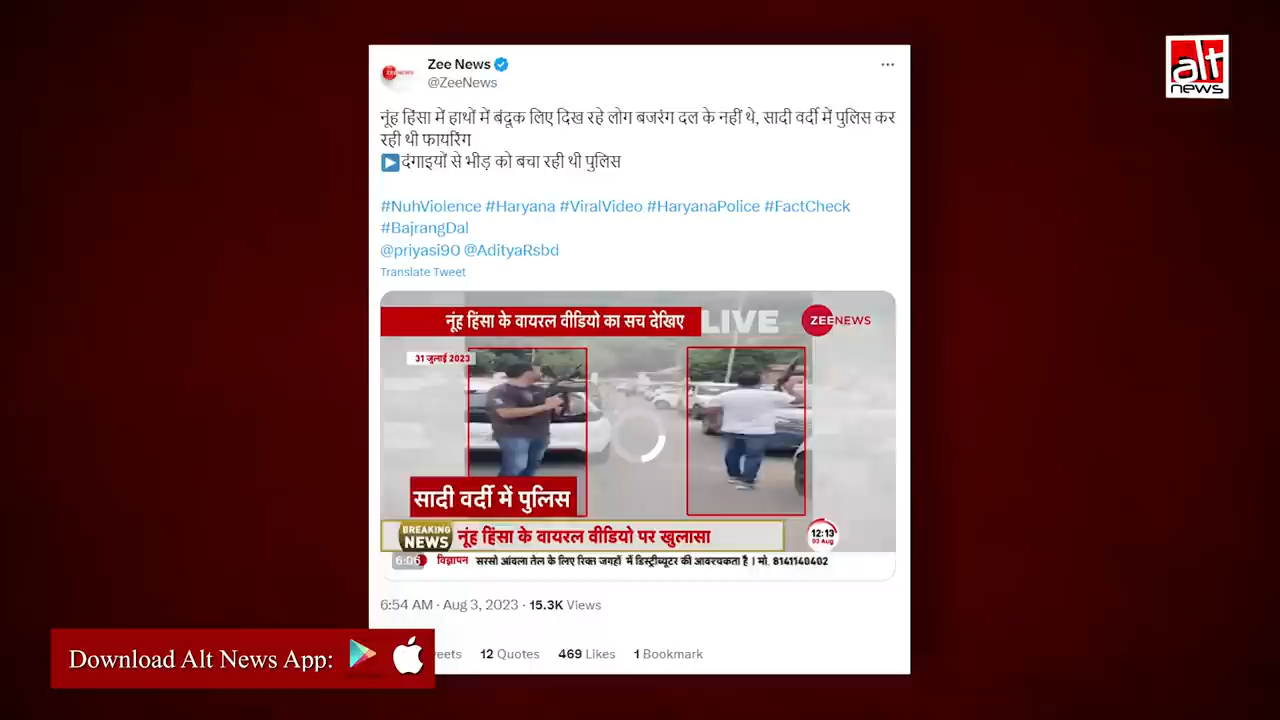 Zee News
@ZeeNews
alt
news
नूंह हिंसा में हाथों में बंदूक लिए दिख रहे लोग बजरंग दल के नहीं थे, सादी वर्दी में पुलिस कर
रही थी फायरिंग
दंगाइयों से भीड़ को बचा रही थी पुलिस
#NuhViolence #Haryana #ViralVideo #HaryanaPolice #FactCheck
#BajrangDal
@priyasi90 @AdityaRsbd
Translate Tweet
नूंह हिंसा के वायरल वीडियो का सच देखिए
LIVE
ZEENEWS
31 जुलाई 2023
सादी वर्दी में पुलिस
BREAKING
NEWS
नूंह हिंसा के वायरल वीडियो पर खुलासा
12:13
03 Aug
6:06
विज्ञापन सरसो आंवला तेल के लिए रिक्त जगहों में डिस्ट्रीब्यूटर की आवश्यकता है । मो. 8141140402
6:54 AM · Aug 3, 2023 · 15.3K Views
12 Quotes 469 Likes 1 Bookmark
Download Alt News App: